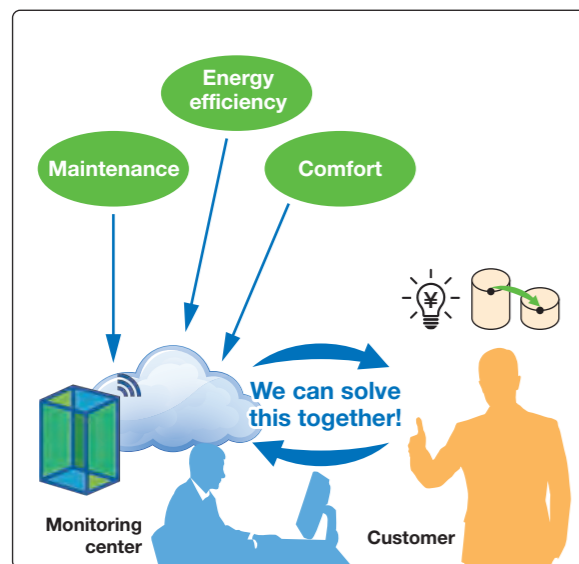 Energy
efficiency
Maintenance
Comfort
¥
We can solve
this together!
Monitoring
center
Customer